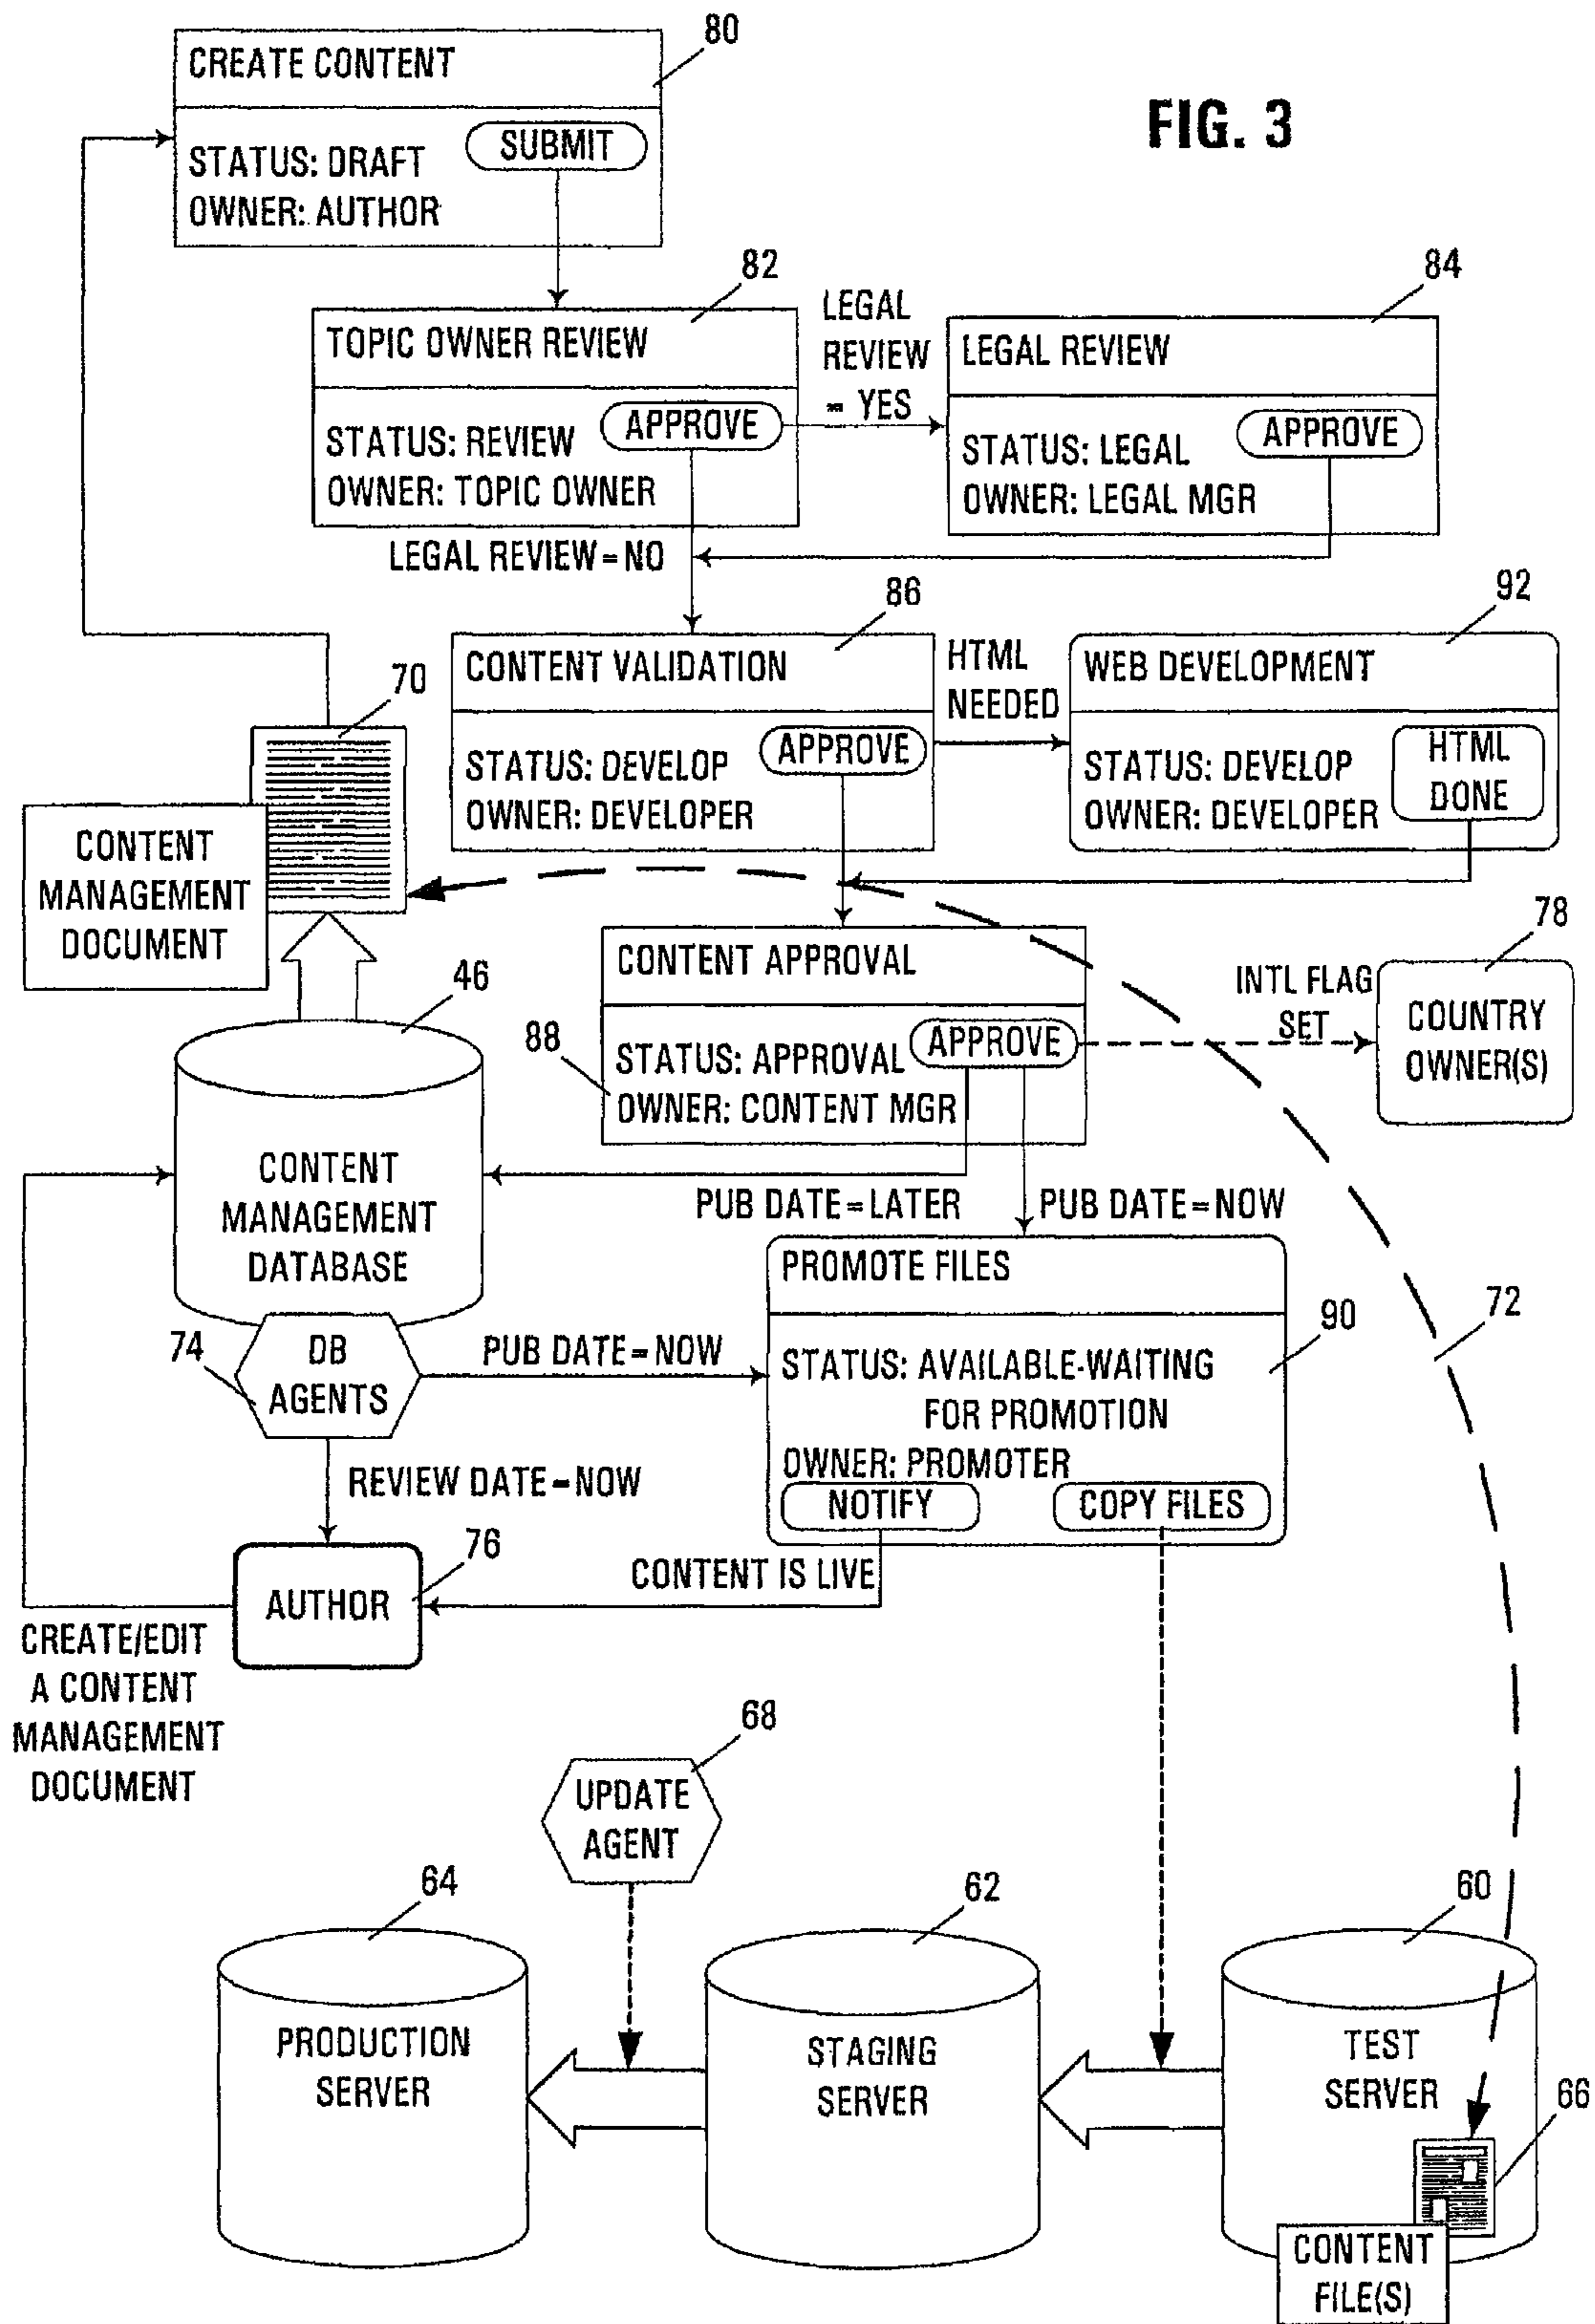 80
CREATE CONTENT
FIG. 3
SUBMIT
STATUS: DRAFT
OWNER: AUTHOR
82
84
LEGAL
REVIEW
= YES
TOPIC OWNER REVIEW
LEGAL REVIEW
APPROVE
STATUS: REVIEW
OWNER: TOPIC OWNER
APPROVE
STATUS: LEGAL
OWNER: LEGAL MGR
LEGAL REVIEW=NO
86
92
CONTENT VALIDATION
HTML
NEEDED
WEB DEVELOPMENT
70
APPROVE
STATUS: DEVELOP
OWNER: DEVELOPER
HTML
DONE
STATUS: DEVELOP
OWNER: DEVELOPER
CONTENT
MANAGEMENT
DOCUMENT
78
CONTENT APPROVAL
46
INTL FLAG
SET
COUNTRY
OWNER(S)
88
APPROVE
STATUS: APPROVAL
OWNER: CONTENT MGR
CONTENT
MANAGEMENT
DATABASE
PUB DATE=LATER
PUB DATE=NOW
PROMOTE FILES
90
72
74
DB
AGENTS
PUB DATE=NOW
STATUS: AVAILABLE-WAITING
FOR PROMOTION
OWNER: PROMOTER
REVIEW DATE=NOW
NOTIFY
COPY FILES
76
CONTENT IS LIVE
AUTHOR
CREATE/EDIT
A CONTENT
MANAGEMENT
DOCUMENT
68
UPDATE
AGENT
64
62
60
PRODUCTION
SERVER
STAGING
SERVER
TEST
SERVER
66
CONTENT
FILE(S)